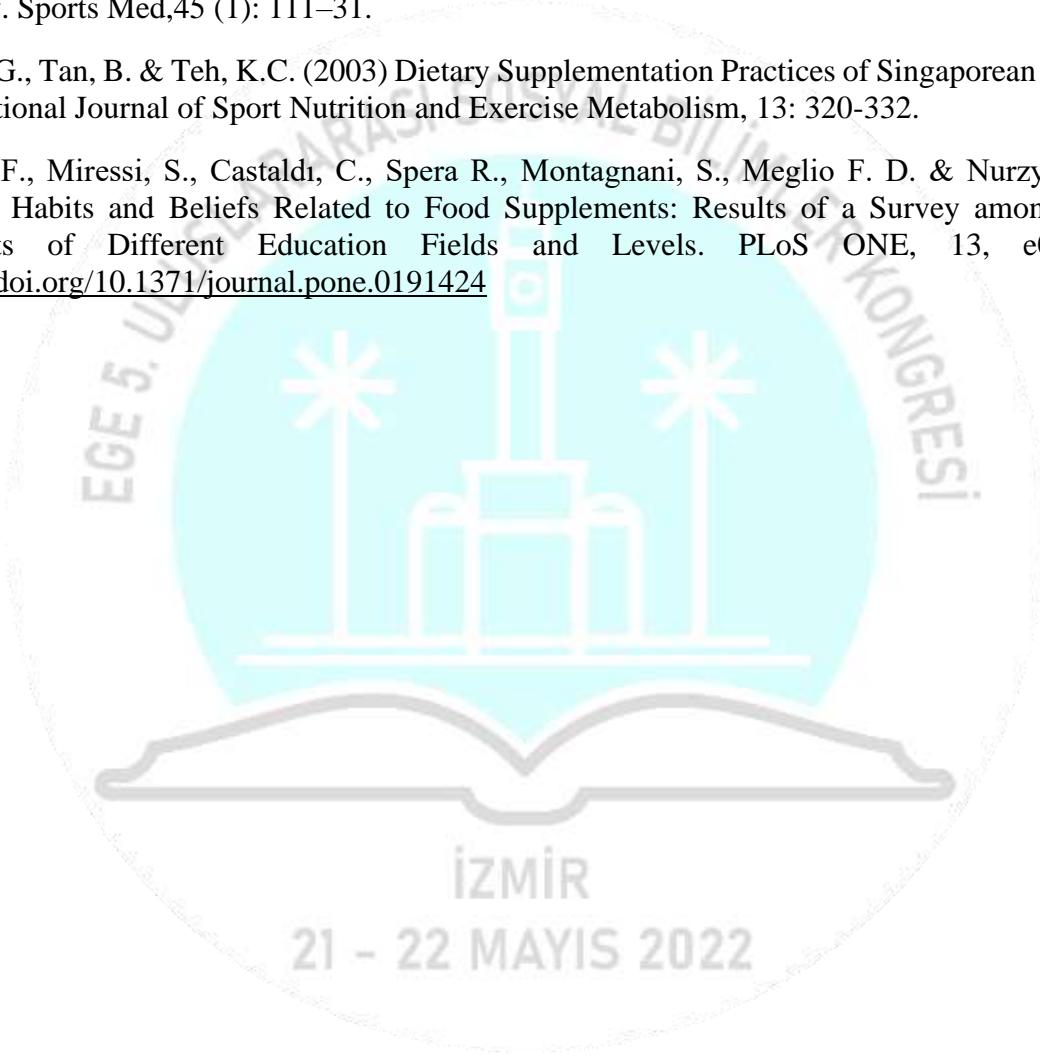 . Sports Med,45 (1): 111–31.
G., Tan, B. & Teh, K.C. (2003) Dietary Supplementation Practices of Singaporean
tional Journal of Sport Nutrition and Exercise Metabolism, 13: 320-332.
F., Miressi, S., Castaldı, C., Spera R., Montagnani, S., Meglio F. D. & Nurzy
Habits and Beliefs Related to Food Supplements: Results of a Survey amon
ts of Different Education Fields and Levels. PLoS ONE, 13, e
doi.org/10.1371/journal.pone.0191424
EGE 5. ULUSLARARASI SOSYAL BİLİMLER KONGRESİ
İZMİR
21 - 22 MAYIS 2022